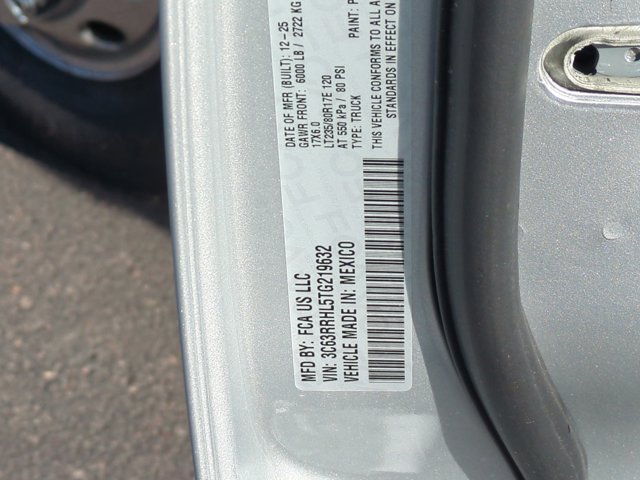 MFD BY: FCA US LLC
DATE OF MFR (BUILT): 12-25
GAWR FRONT: 6000 LB / 2722 KG
17X6.0
LT235/80R17E 120
AT 550 kPa / 80 PSI
TYPE: TRUCK
PAINT: P
VIN: 3C63RRHL5TG219632
VEHICLE MADE IN: MEXICO
THIS VEHICLE CONFORMS TO ALL A
STANDARDS IN EFFECT ON